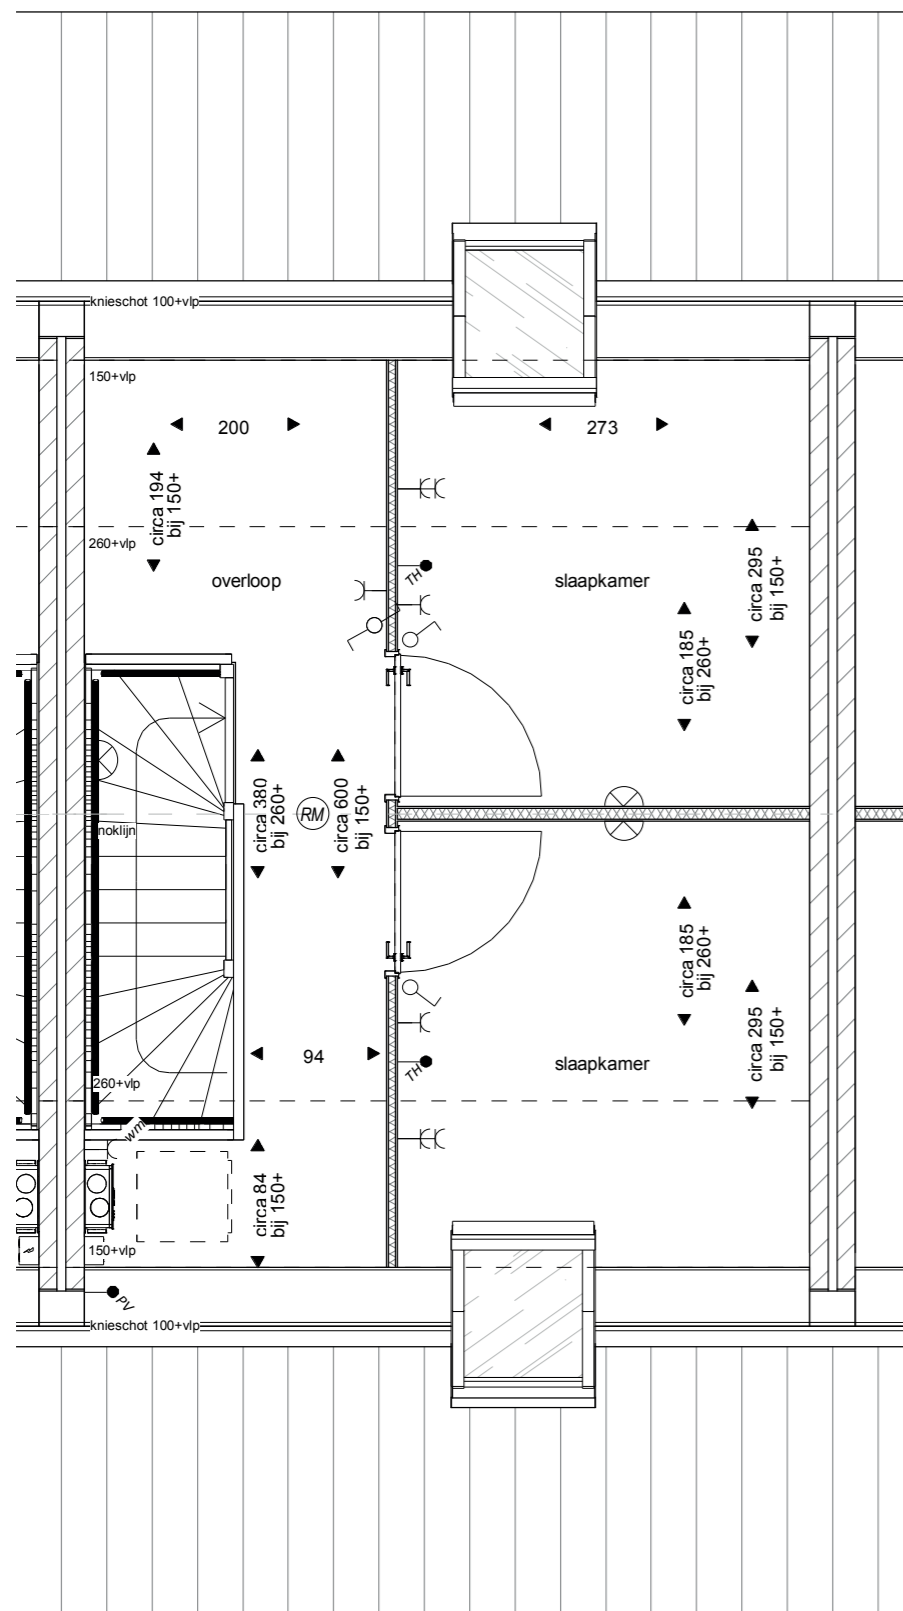 knieschot 100+vlp
150+vlp
200
273
circa 194
bij 150+
260+vlp
overloop
TH
slaapkamer
circa 295
bij 150+
circa 185
bij 260+
circa 380
bij 260+
RM
circa 600
bij 150+
noklijn
circa 185
bij 260+
circa 295
bij 150+
94
TH
slaapkamer
260+vlp
wm
circa 84
bij 150+
150+vlp
PV
knieschot 100+vlp